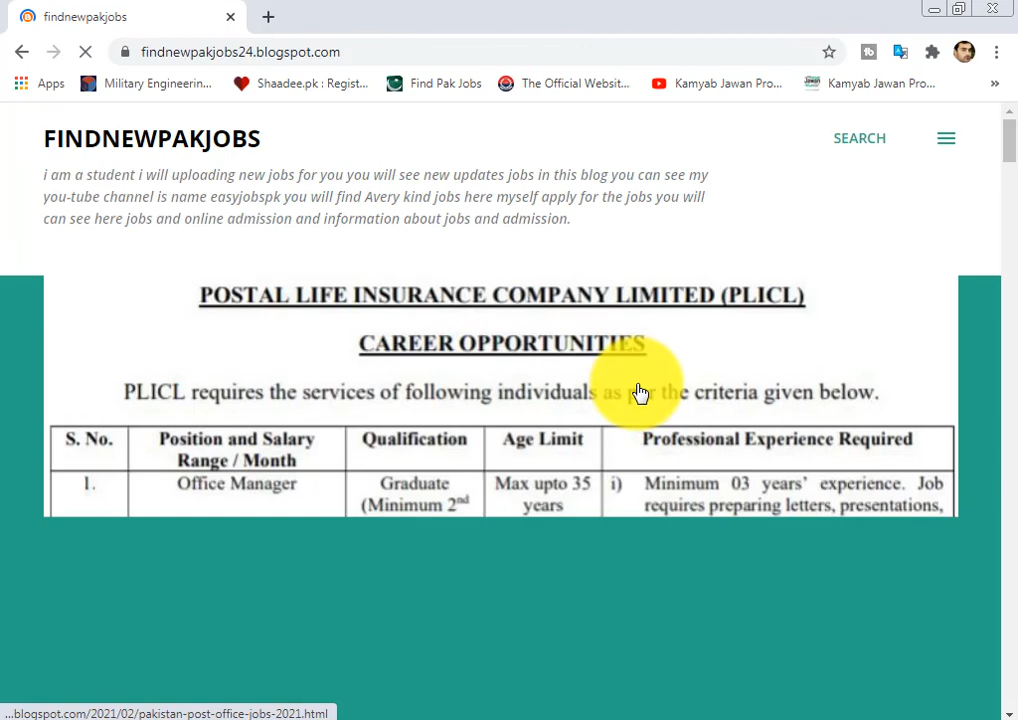 findnewpakjobs
findnewpakjobs24.blogspot.com
Apps
Military Engineerin...
Shaadee.pk : Regist...
Find Pak Jobs
The Official Websit...
Kamyab Jawan Pro...
Kamyab Jawan Pro...
FINDNEWPAKJOBS
SEARCH
i am a student i will uploading new jobs for you you will see new updates jobs in this blog you can see my
you-tube channel is name easyjobspk you will find Avery kind jobs here myself apply for the jobs you will
can see here jobs and online admission and information about jobs and admission.
POSTAL LIFE INSURANCE COMPANY LIMITED (PLICL)
CAREER OPPORTUNITIES
PLICL requires the services of following individuals as per the criteria given below.
S. No.
Position and Salary
Range / Month
Qualification
Age Limit
Professional Experience Required
1.
Office Manager
Graduate
(Minimum 2nd
Max upto 35
years
i) Minimum 03 years' experience. Job
requires preparing letters, presentations,
...blogspot.com/2021/02/pakistan-post-office-jobs-2021.html